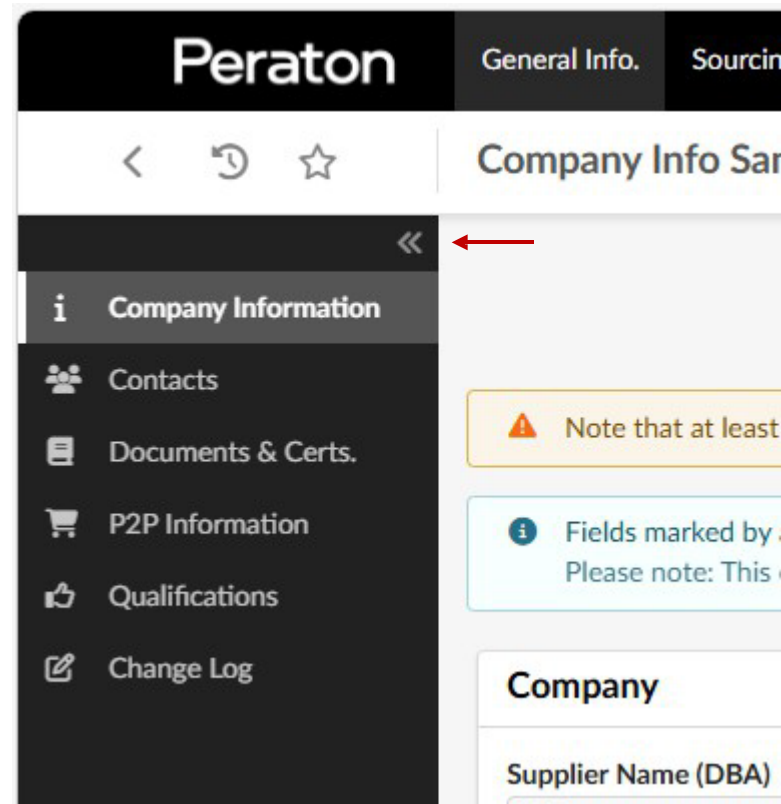 Peraton
General Info.
Company Info
Company Information
Contacts
Documents & Certs.
P2P Information
Qualifications
Change Log
Note that at least
Fields marked by
Please note: This
Company
Supplier Name (DBA)